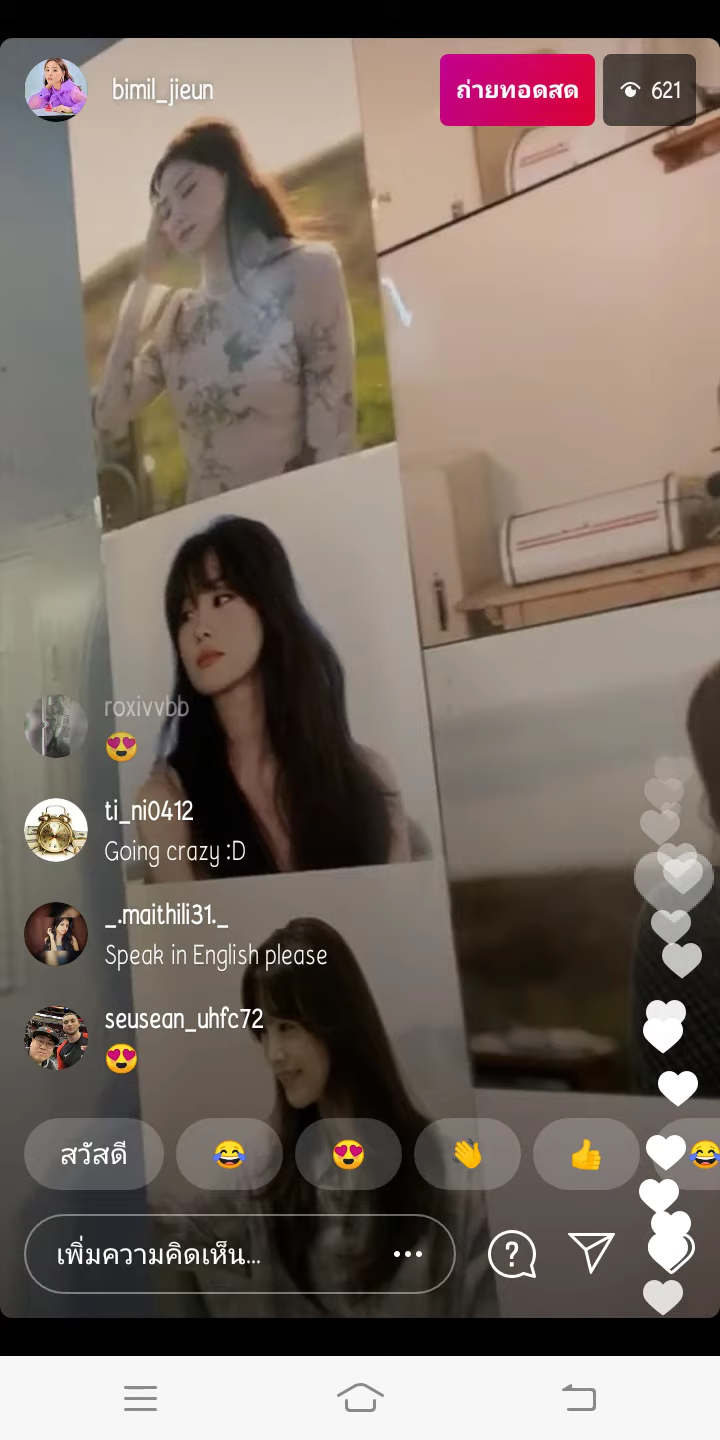 bimil_jieun
ถ่ายทอดสด
621
roxivvbb
😍
ti_ni0412
Going crazy :D
_.maithili31._
Speak in English please
seusean_uhfc72
😍
สวัสดี 😂 😍 👋 👍 😂
เพิ่มความคิดเห็น...